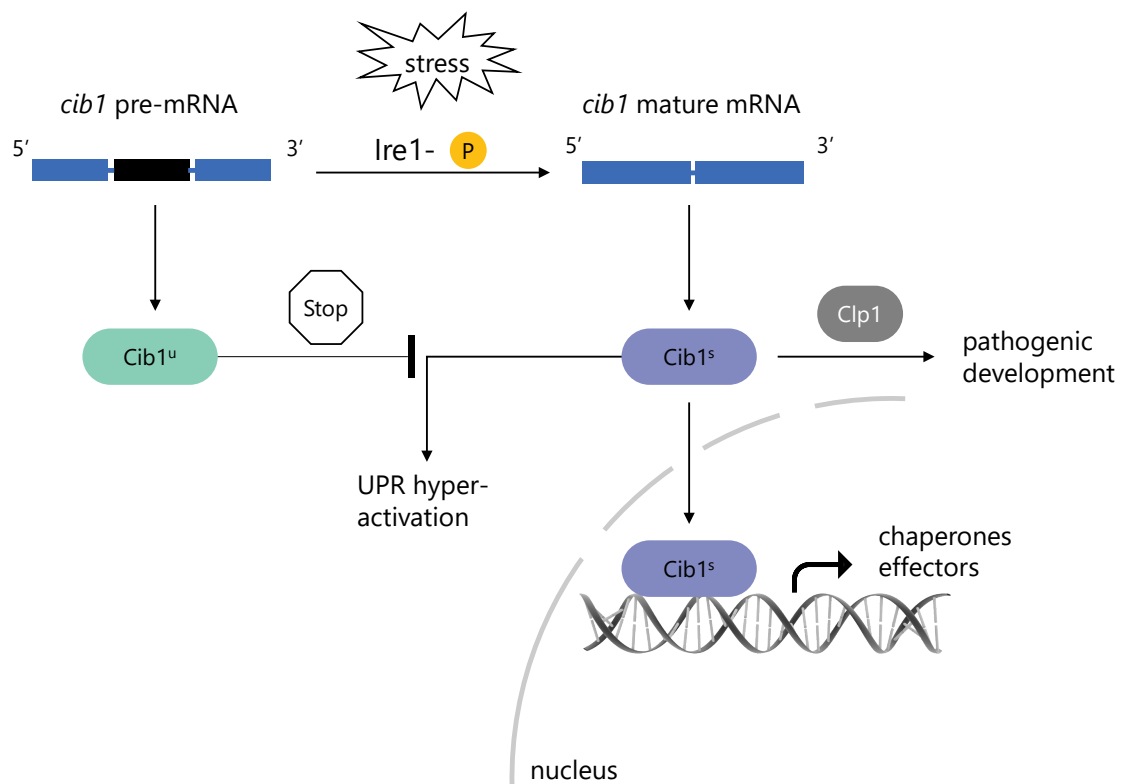 stress
cib1 pre-mRNA
cib1 mature mRNA
5’
3’
Ire1-
P
5’
3’
Stop
Clp1
Cib1ᵘ
Cib1ˢ
pathogenic
development
UPR hyper-
activation
chaperones
effectors
Cib1ˢ
nucleus